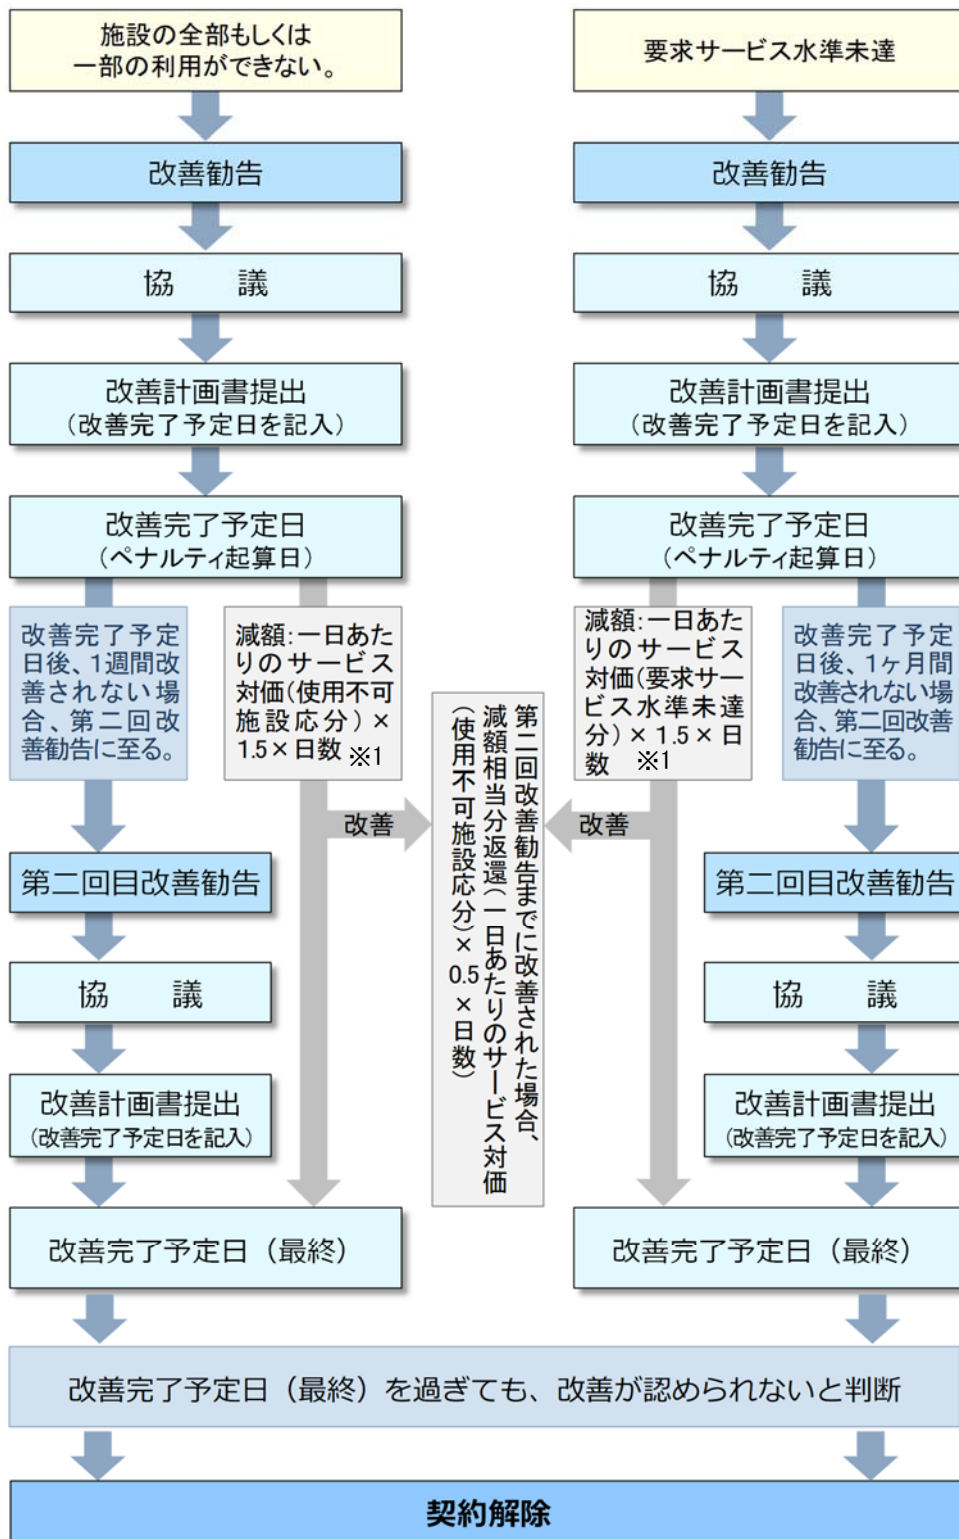 施設の全部もしくは
一部の利用ができない。
改善勧告
協　議
改善計画書提出
（改善完了予定日を記入）
改善完了予定日
（ペナルティ起算日）
改善完了予定
日後、1週間改
善されない場
合、第二回改
善勧告に至る。
減額：一日あた
りのサービス
対価（使用不可
施設応分）×
1.5×日数 ※1
改善
第二回目改善勧告
協　議
改善計画書提出
（改善完了予定日を記入）
改善完了予定日（最終）
第二回改善勧告までに改善された場合、
減額相当分返還（一日あたりのサービス対価
（使用不可施設応分）×0.5×日数）
要求サービス水準未達
改善勧告
協　議
改善計画書提出
（改善完了予定日を記入）
改善完了予定日
（ペナルティ起算日）
減額：一日あた
りのサービス
対価（要求サー
ビス水準未達
分）×1.5×日
数 ※1
改善完了予定
日後、1ヶ月間
改善されない場
合、第二回改善
勧告に至る。
改善
第二回目改善勧告
協　議
改善計画書提出
（改善完了予定日を記入）
改善完了予定日（最終）
改善完了予定日（最終）を過ぎても、改善が認められないと判断
契約解除